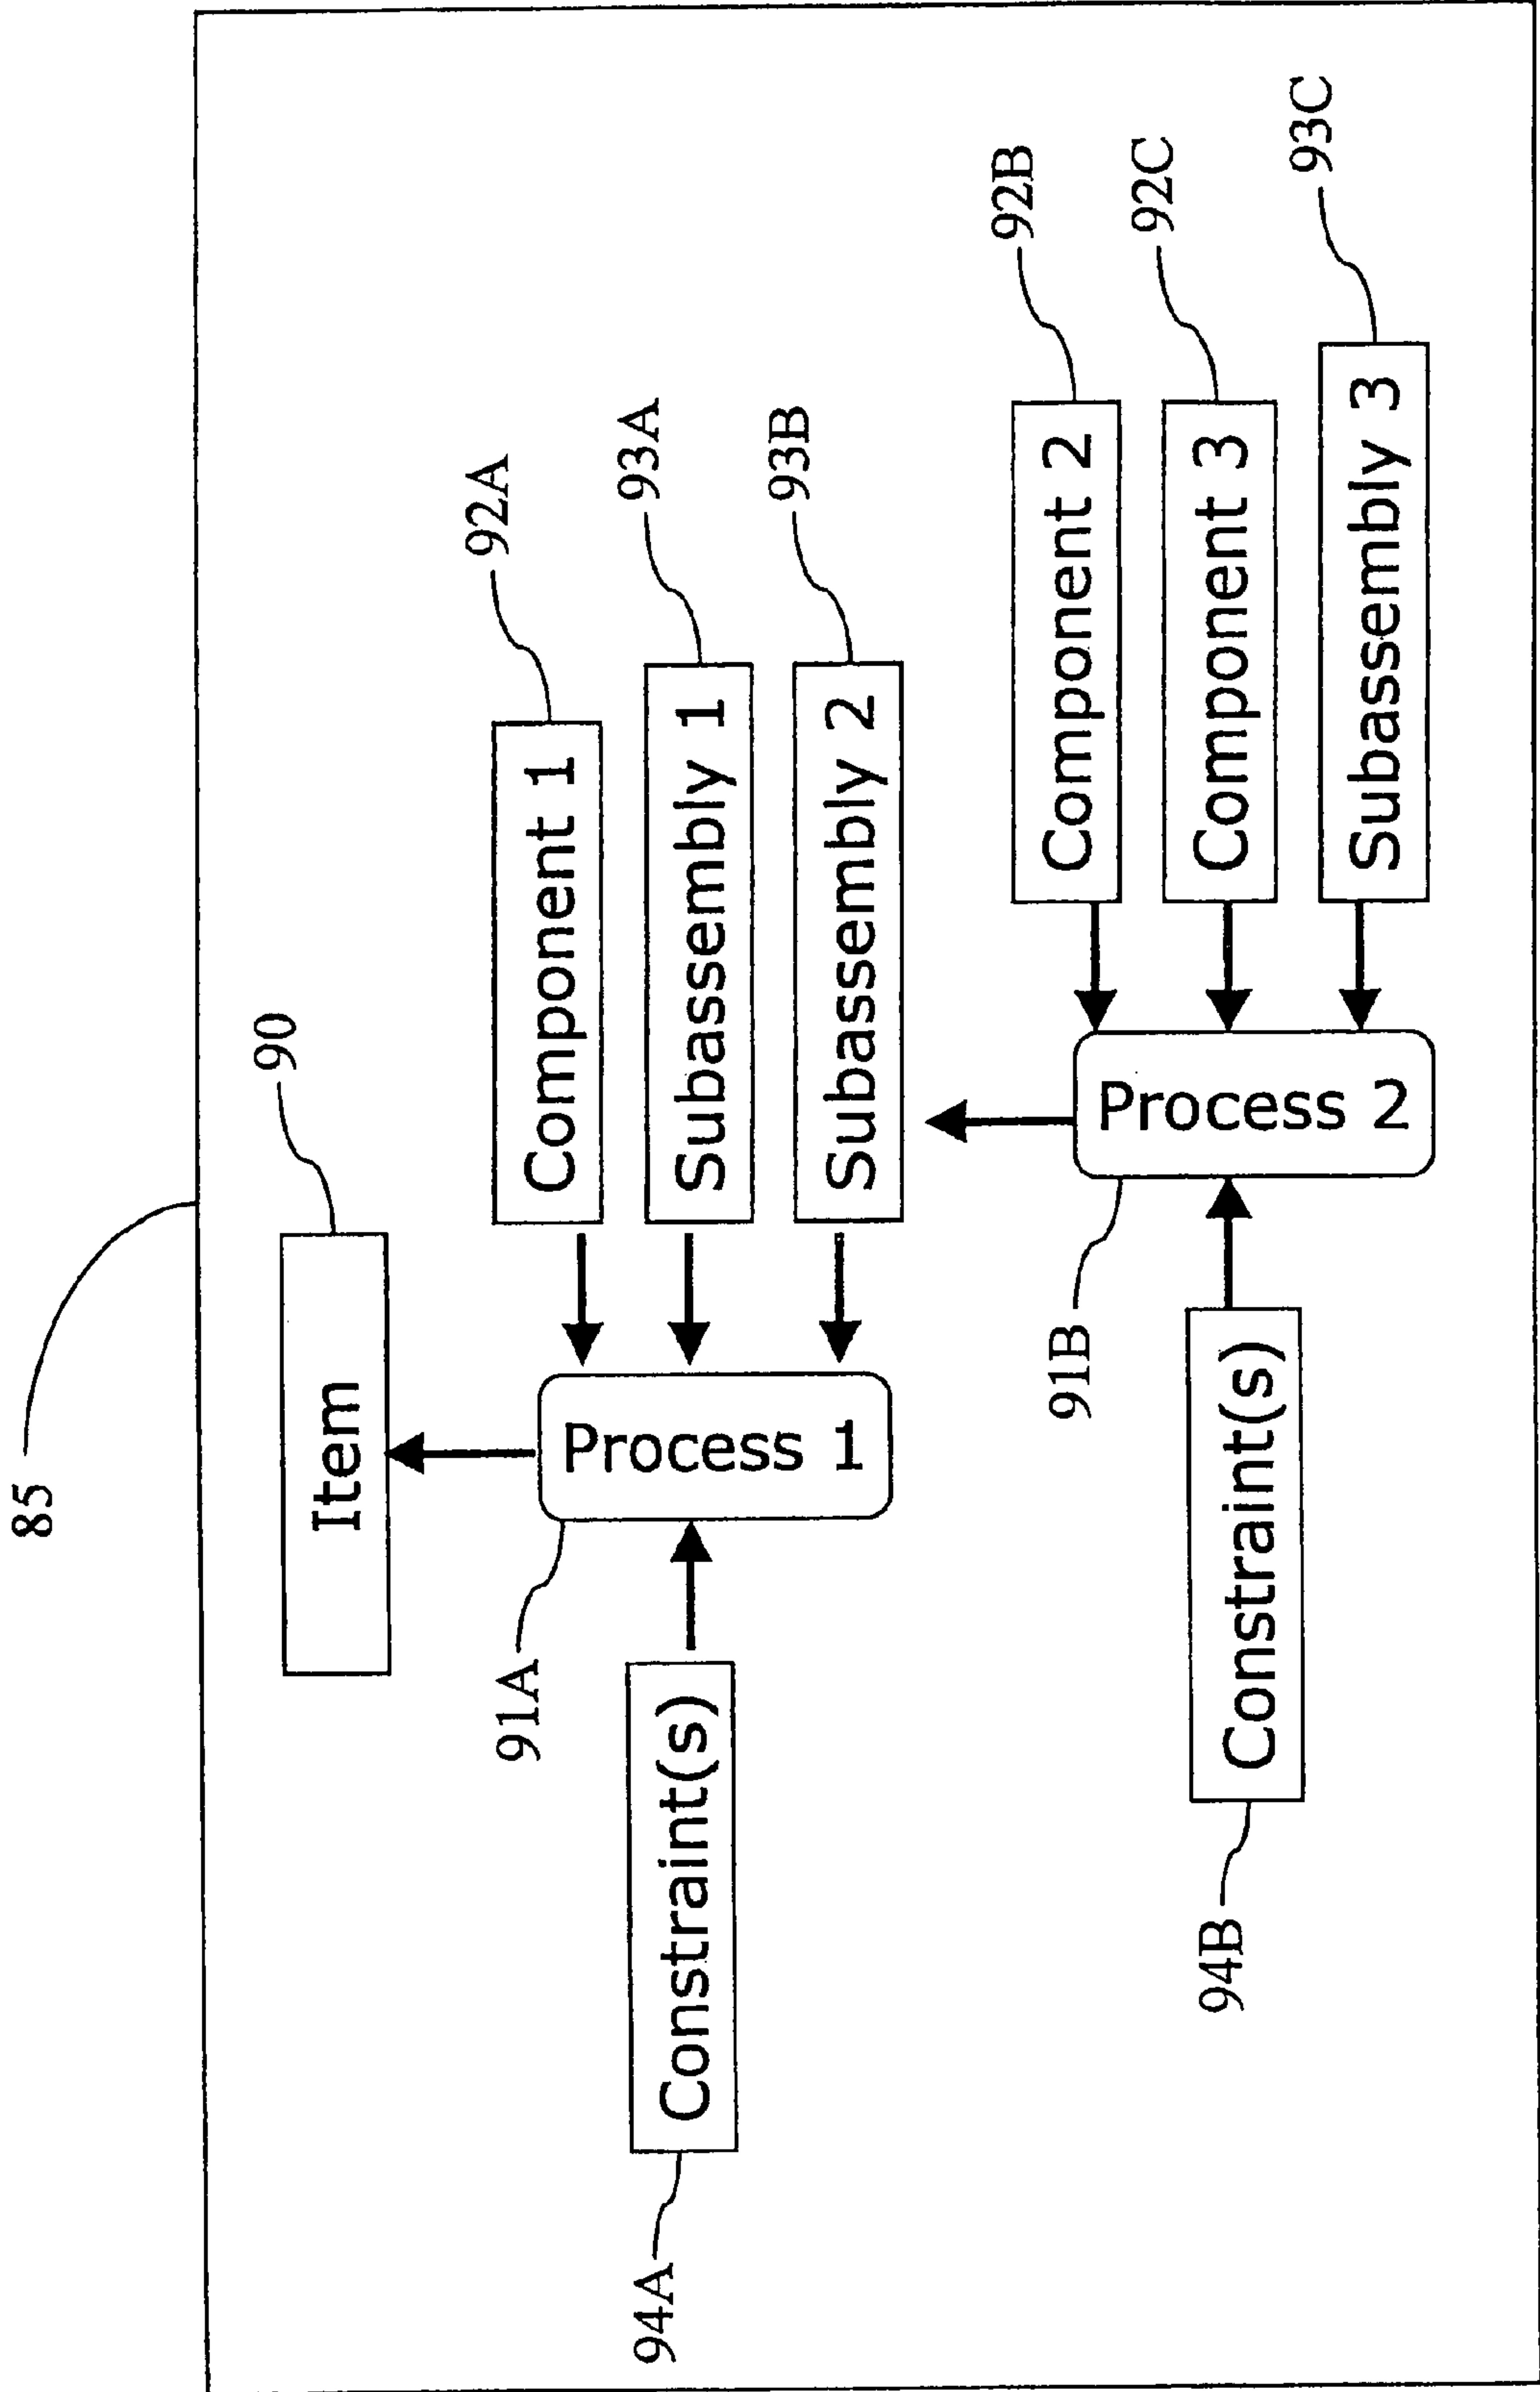 85
Item
90
Component 1
92A
91A
Process 1
Subassembly 1
93A
Constraint(s)
94A
Subassembly 2
93B
Component 2
92B
91B
Process 2
Component 3
92C
Constraint(s)
94B
Subassembly 3
93C